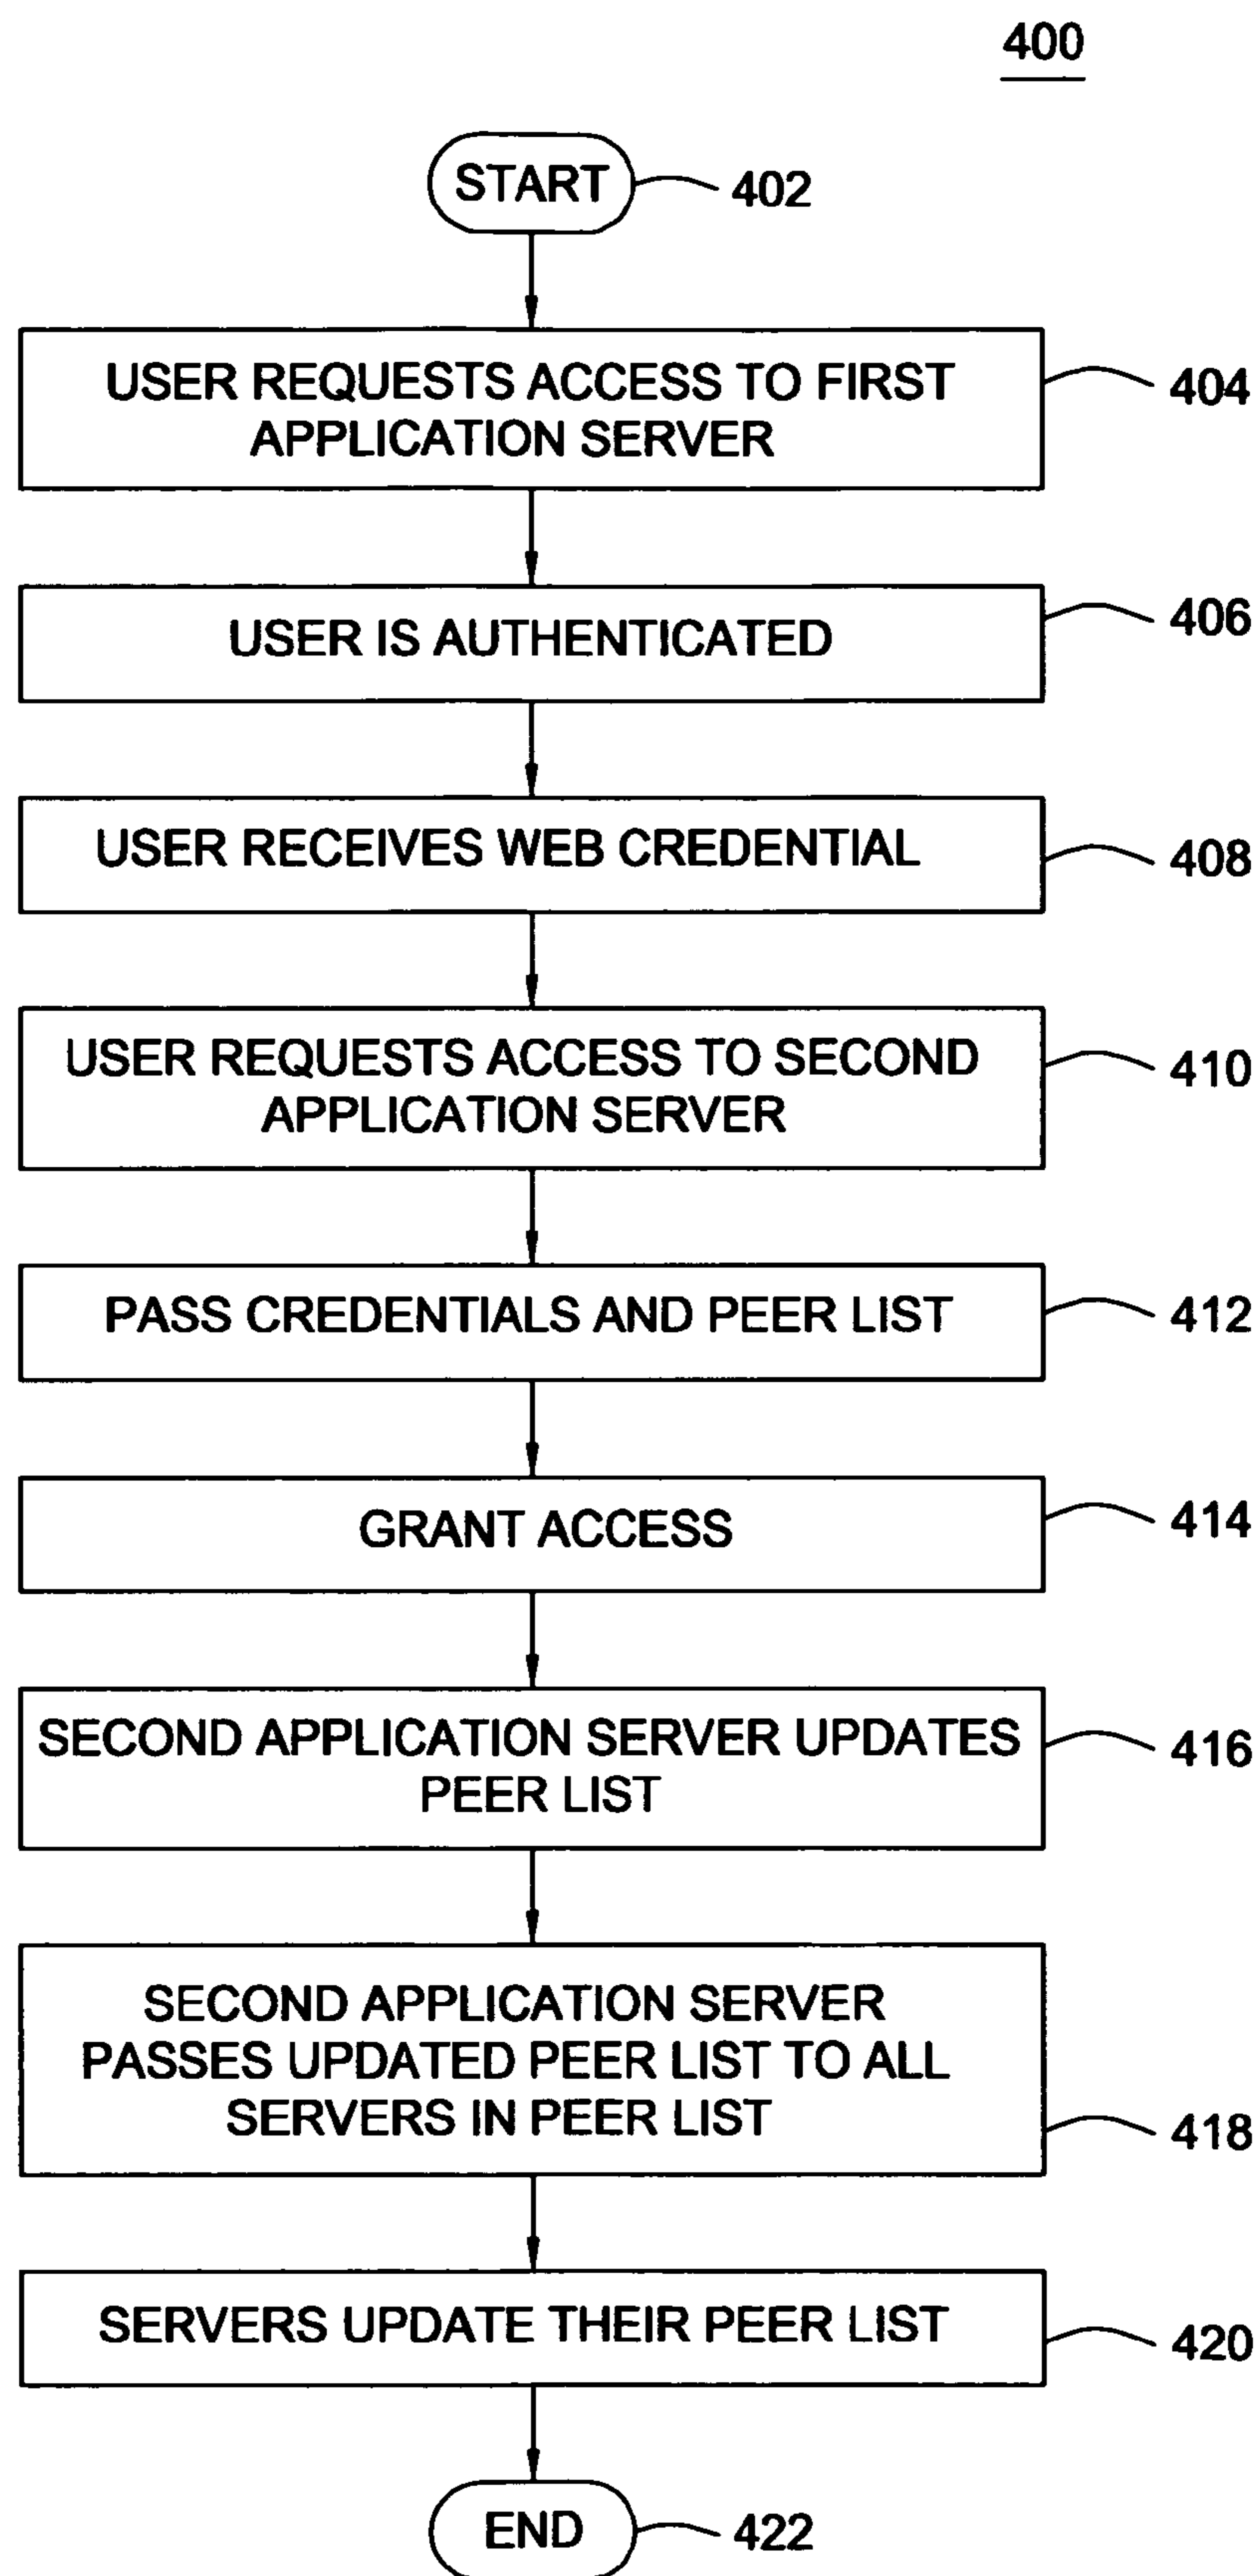 400
START
402
USER REQUESTS ACCESS TO FIRST
APPLICATION SERVER
404
USER IS AUTHENTICATED
406
USER RECEIVES WEB CREDENTIAL
408
USER REQUESTS ACCESS TO SECOND
APPLICATION SERVER
410
PASS CREDENTIALS AND PEER LIST
412
GRANT ACCESS
414
SECOND APPLICATION SERVER UPDATES
PEER LIST
416
SECOND APPLICATION SERVER
PASSES UPDATED PEER LIST TO ALL
SERVERS IN PEER LIST
418
SERVERS UPDATE THEIR PEER LIST
420
END
422